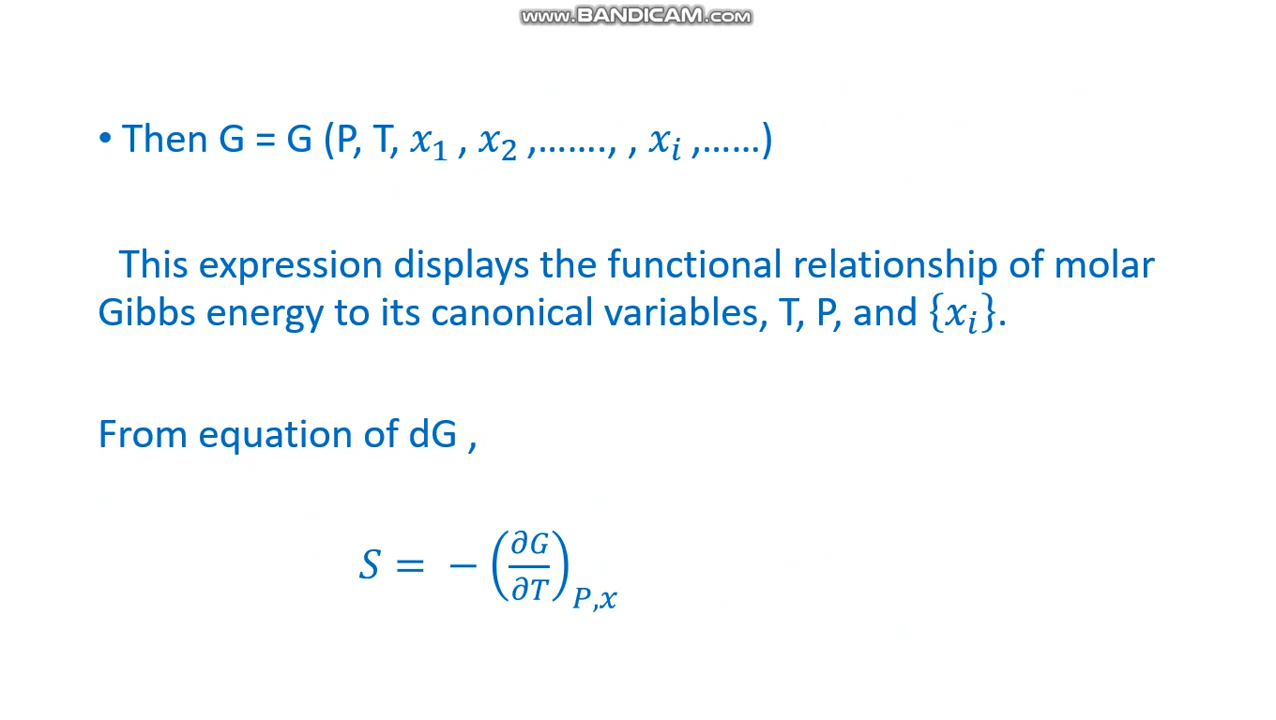 www.BANDICAM.com
• Then G = G (P, T, 𝑥₁ , 𝑥₂ ,……., , 𝑥ᵢ ,……)
This expression displays the functional relationship of molar
Gibbs energy to its canonical variables, T, P, and {𝑥ᵢ}.
From equation of dG ,
𝑆 = − (∂𝐺/∂𝑇)𝑃,𝑥